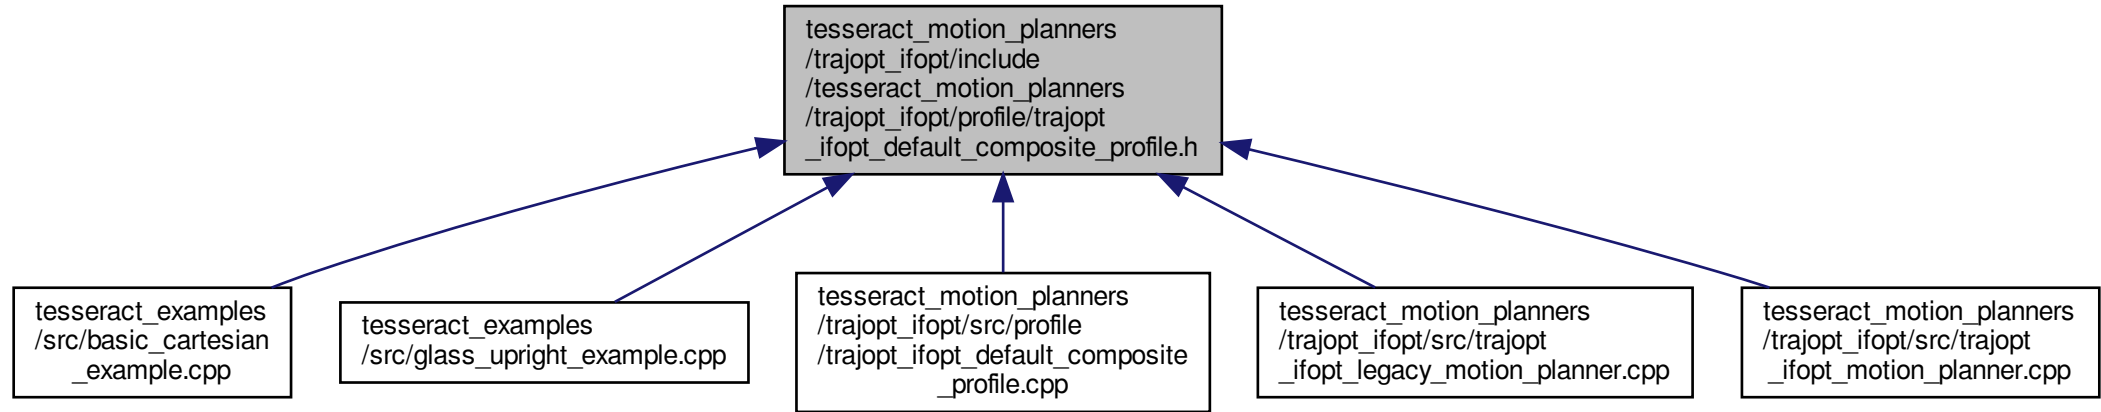 tesseract_motion_planners
/trajopt_ifopt/include
/tesseract_motion_planners
/trajopt_ifopt/profile/trajopt
_ifopt_default_composite_profile.h
tesseract_examples
/src/basic_cartesian
_example.cpp
tesseract_examples
/src/glass_upright_example.cpp
tesseract_motion_planners
/trajopt_ifopt/src/profile
/trajopt_ifopt_default_composite
_profile.cpp
tesseract_motion_planners
/trajopt_ifopt/src/trajopt
_ifopt_legacy_motion_planner.cpp
tesseract_motion_planners
/trajopt_ifopt/src/trajopt
_ifopt_motion_planner.cpp